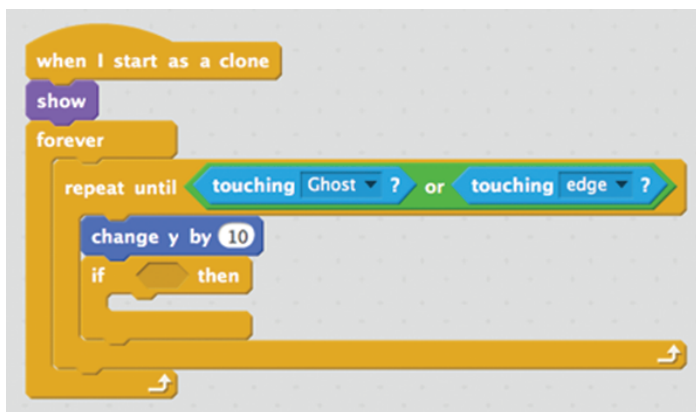 when I start as a clone
show
forever
repeat until touching Ghost ? or touching edge ?
change y by 10
if then